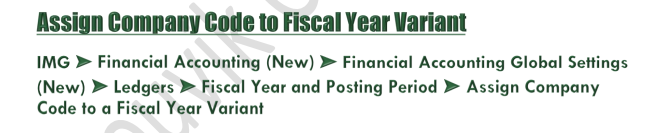 Assign Company Code to Fiscal Year Variant
IMG ➤ Financial Accounting (New) ➤ Financial Accounting Global Settings
(New) ➤ Ledgers ➤ Fiscal Year and Posting Period ➤ Assign Company
Code to a Fiscal Year Variant